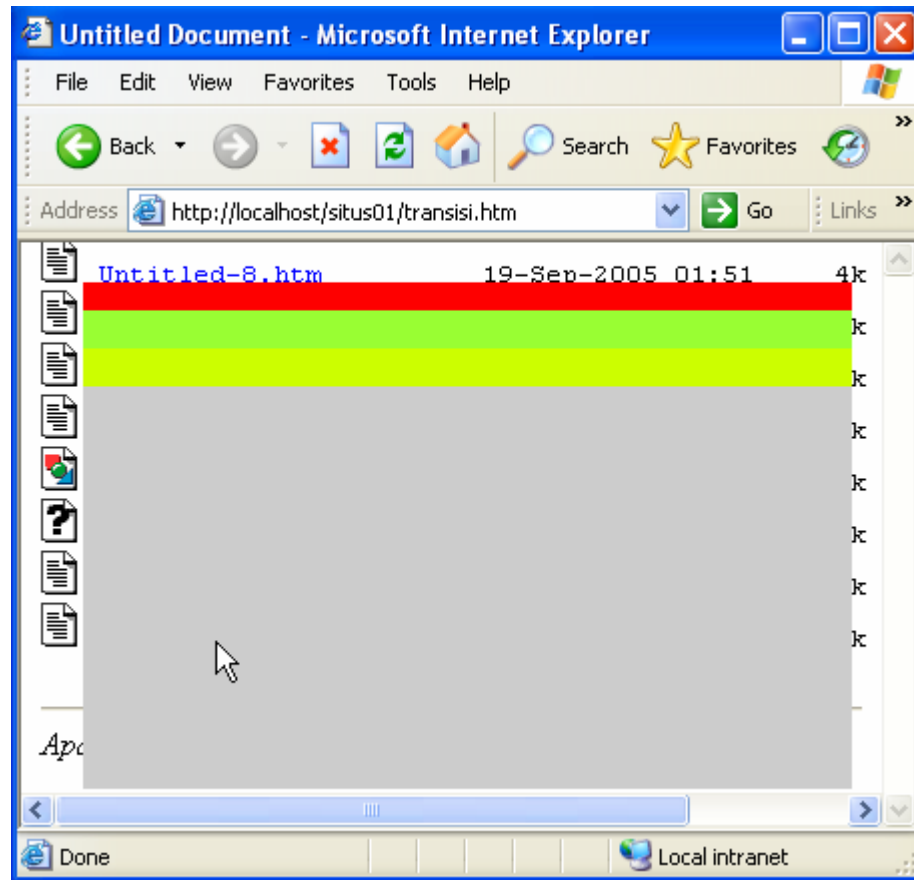 Untitled Document - Microsoft Internet Explorer
File Edit View Favorites Tools Help
Back Search Favorites »
Address http://localhost/situs01/transisi.htm Go Links »
Untitled-8.htm 19-Sep-2005 01:51 4k
k
k
k
k
k
k
k
Apa
Done Local intranet